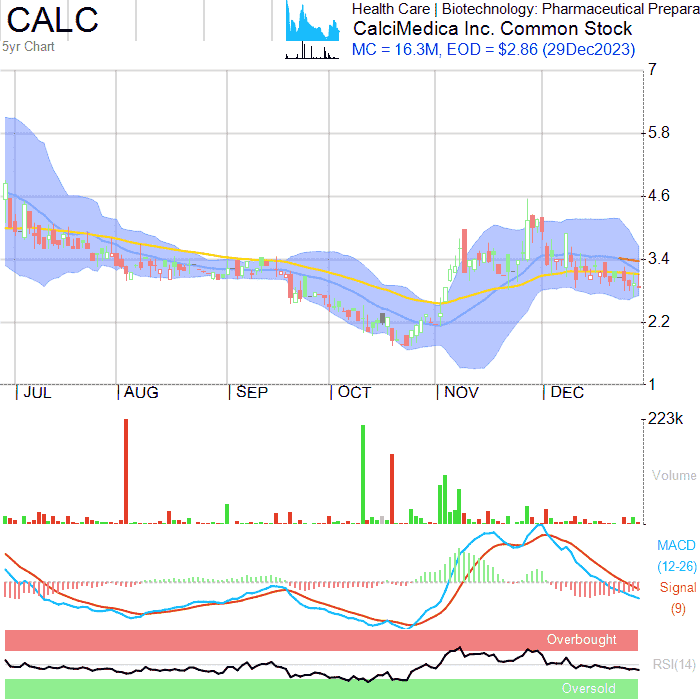 CALC
5yr Chart
Health Care | Biotechnology: Pharmaceutical Prepara
CalciMedica Inc. Common Stock
MC = 16.3M, EOD = $2.86 (29Dec2023)
7
5.8
4.6
3.4
2.2
1
JUL AUG SEP OCT NOV DEC
223k
Volume
MACD
(12-26)
Signal
(9)
Overbought
RSI(14)
Oversold